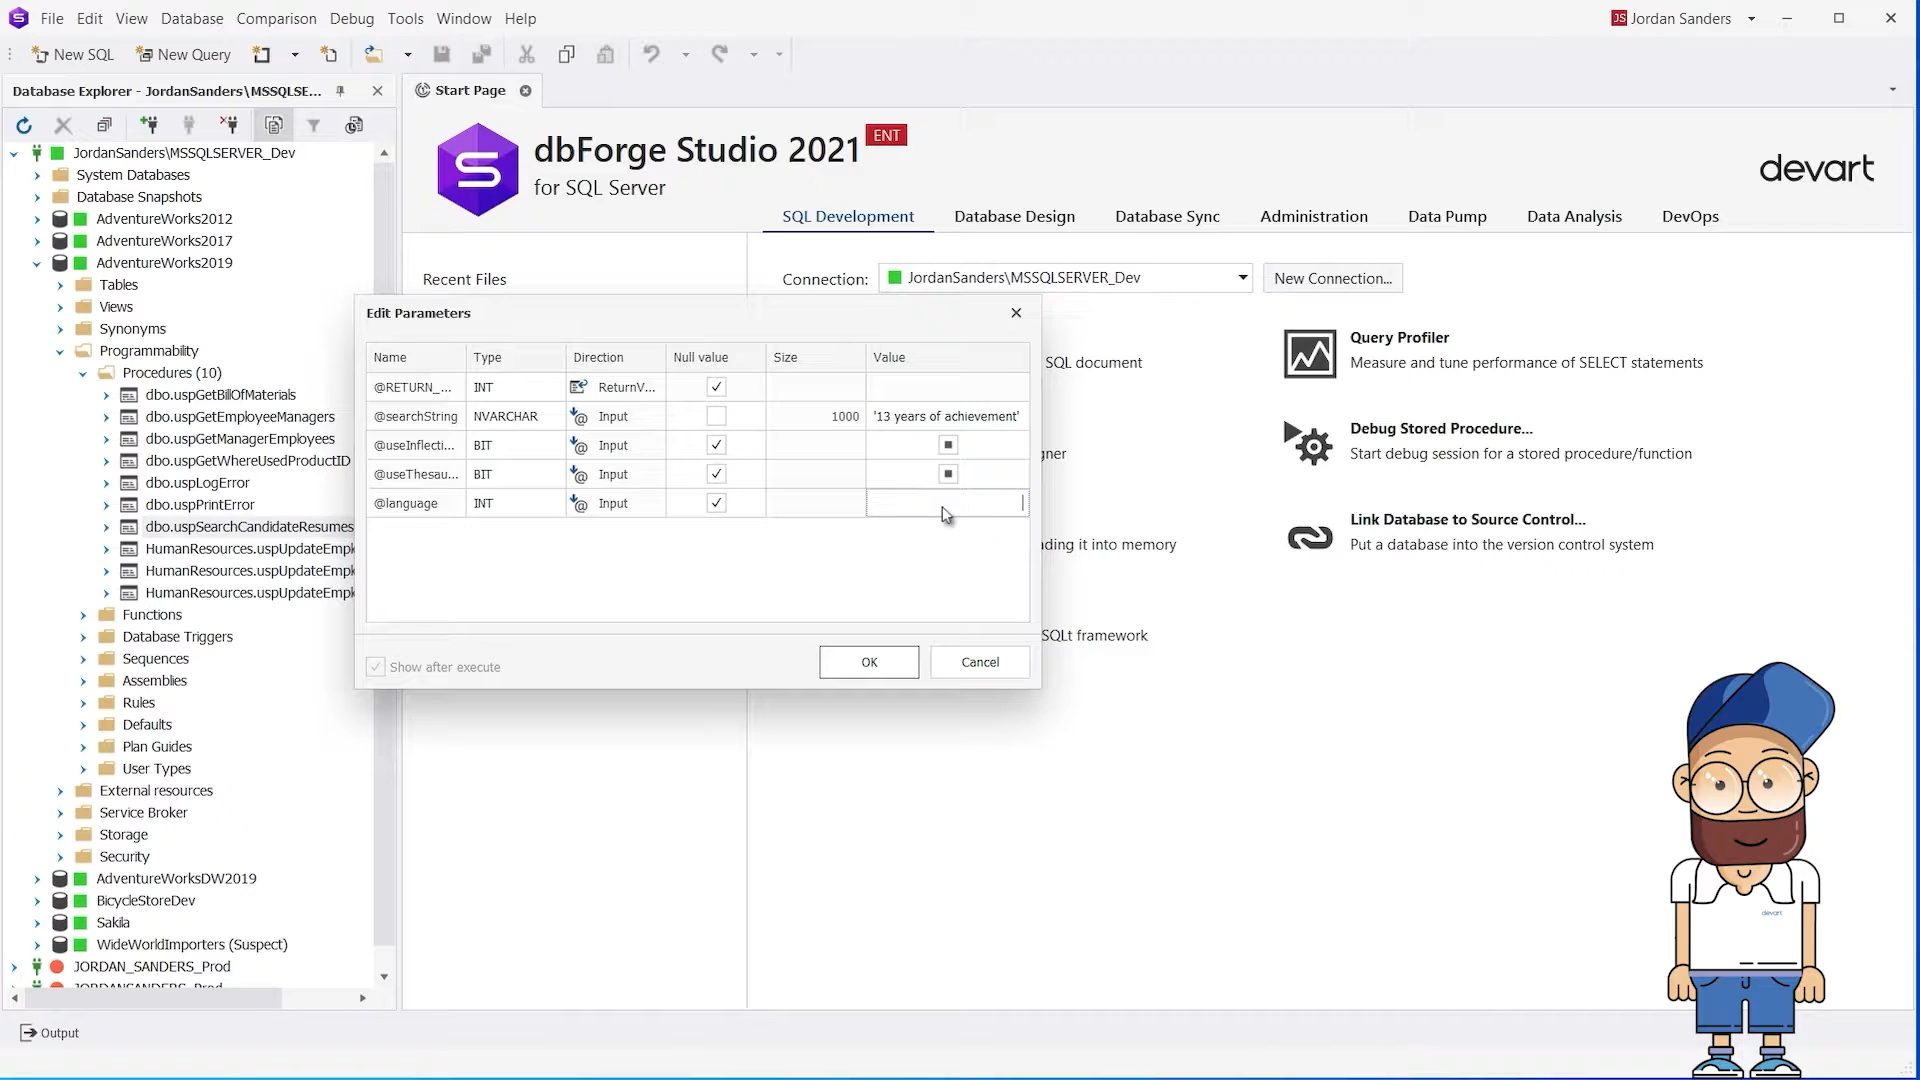 File Edit View Database Comparison Debug Tools Window Help
JS Jordan Sanders
New SQL New Query
Database Explorer - JordanSanders\MSSQLSE...
Start Page
JordanSanders\MSSQLSERVER_Dev
System Databases
Database Snapshots
AdventureWorks2012
AdventureWorks2017
AdventureWorks2019
Tables
Views
Synonyms
Programmability
Procedures (10)
dbo.uspGetBillOfMaterials
dbo.uspGetEmployeeManagers
dbo.uspGetManagerEmployees
dbo.uspGetWhereUsedProductID
dbo.uspLogError
dbo.uspPrintError
dbo.uspSearchCandidateResumes
HumanResources.uspUpdateEmpl
HumanResources.uspUpdateEmpl
HumanResources.uspUpdateEmpl
Functions
Database Triggers
Sequences
Assemblies
Rules
Defaults
Plan Guides
User Types
External resources
Service Broker
Storage
Security
AdventureWorksDW2019
BicycleStoreDev
Sakila
WideWorldImporters (Suspect)
JORDAN_SANDERS_Prod
Output
S
dbForge Studio 2021 ENT
for SQL Server
devart
SQL Development Database Design Database Sync Administration Data Pump Data Analysis DevOps
Recent Files
Connection: JordanSanders\MSSQLSERVER_Dev New Connection...
Edit Parameters
Name Type Direction Null value Size Value
@RETURN_... INT ReturnV...
@searchString NVARCHAR Input 1000 '13 years of achievement'
@useInflecti... BIT Input
@useThesau... BIT Input
@language INT Input
Show after execute
OK Cancel
SQL document
gner
ding it into memory
SQLt framework
Query Profiler
Measure and tune performance of SELECT statements
Debug Stored Procedure...
Start debug session for a stored procedure/function
Link Database to Source Control...
Put a database into the version control system
devart